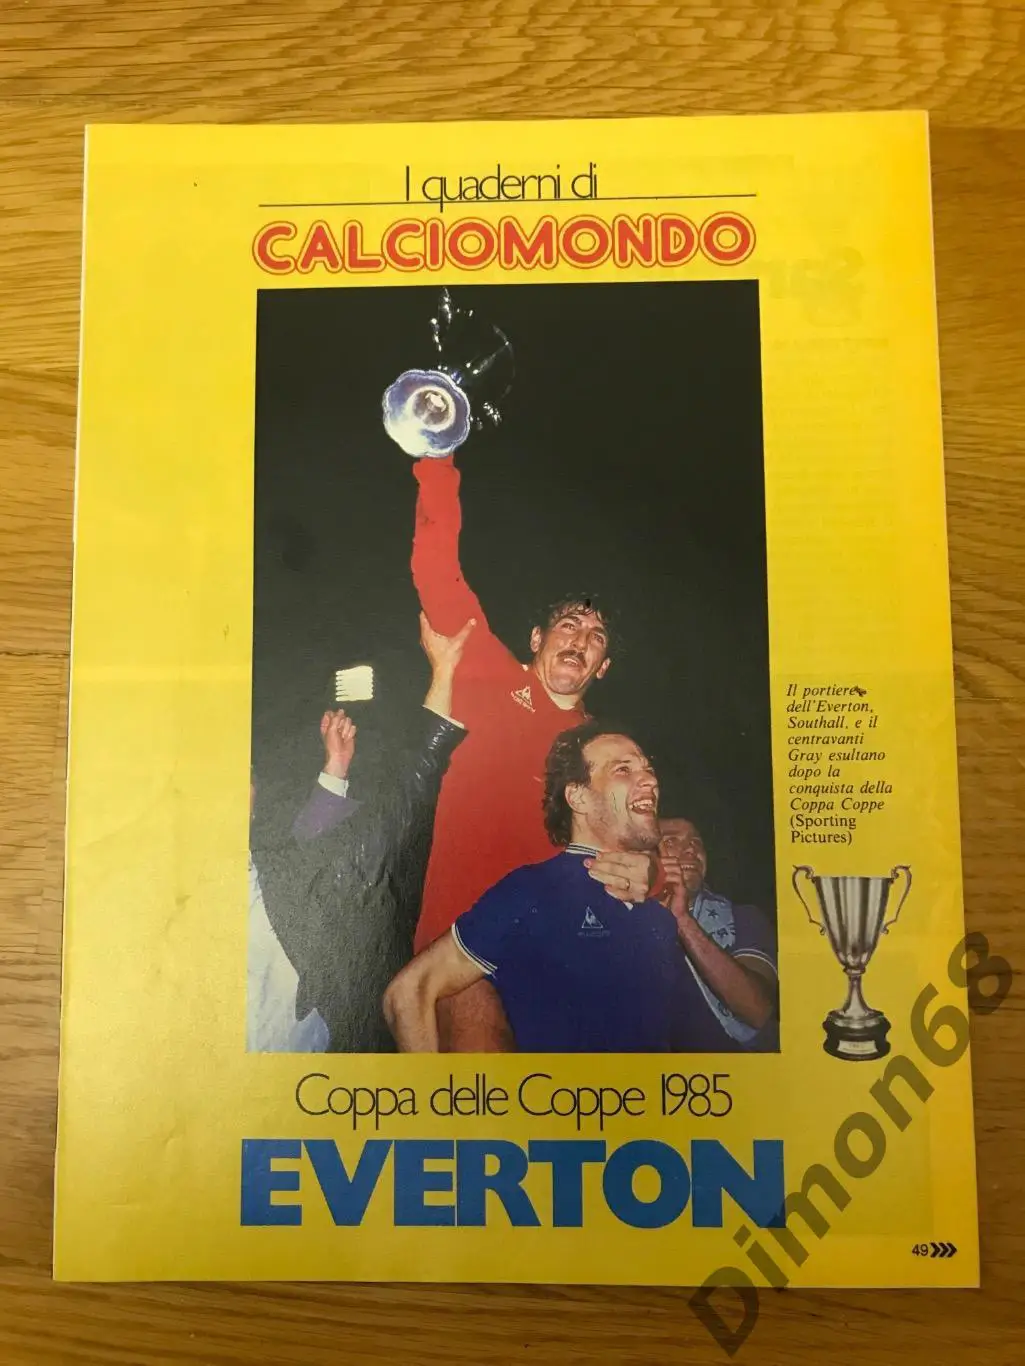 I quaderni di
CALCIOMONDO
Il portiere
dell'Everton,
Southall, e il
centravanti
Gray esultano
dopo la
conquista della
Coppa Coppe
(Sporting
Pictures)
Coppa delle Coppe 1985
EVERTON
49
Dimon68